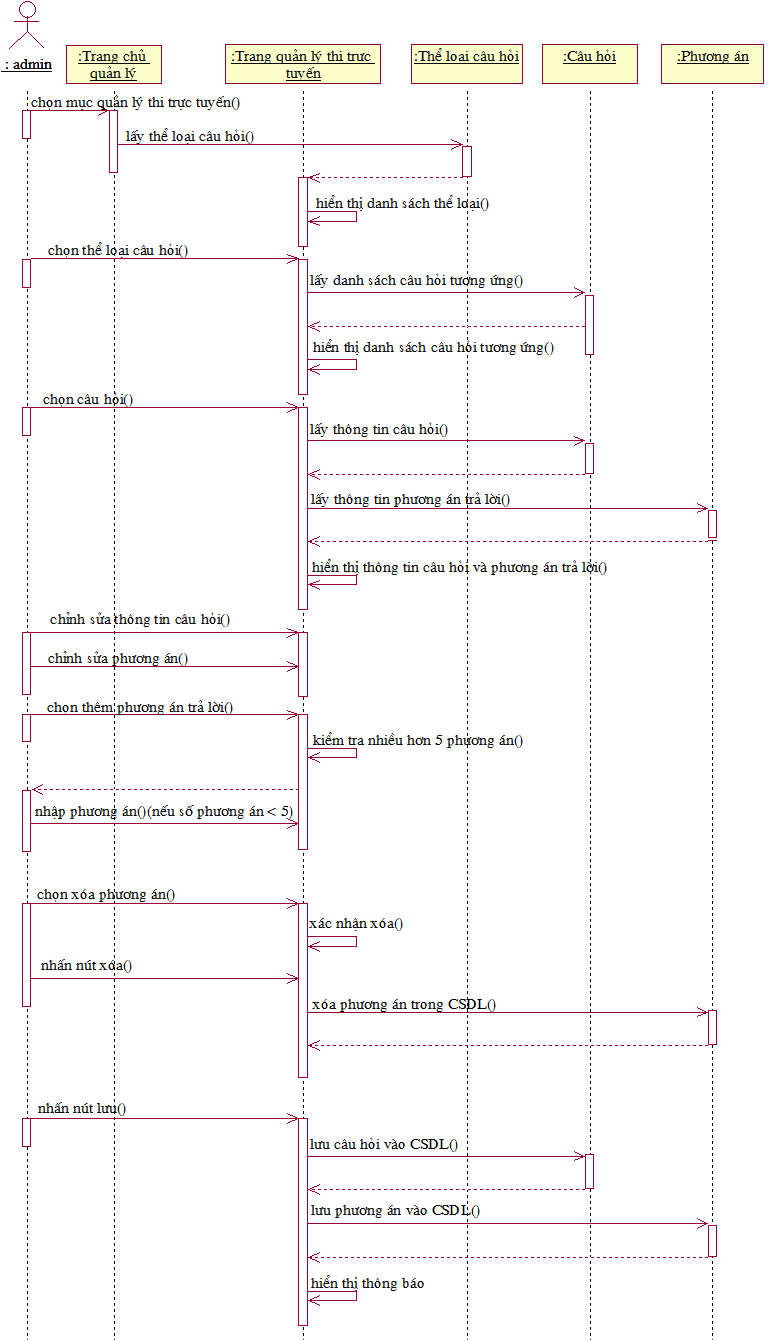 : admin
:Trang chủ
quản lý
:Trang quản lý thi trực
tuyến
:Thể loại câu hỏi
:Câu hỏi
:Phương án
chọn mục quản lý thi trực tuyến()
lấy thể loại câu hỏi()
hiển thị danh sách thể loại()
chọn thể loại câu hỏi()
lấy danh sách câu hỏi tương ứng()
hiển thị danh sách câu hỏi tương ứng()
chọn câu hỏi()
lấy thông tin câu hỏi()
lấy thông tin phương án trả lời()
hiển thị thông tin câu hỏi và phương án trả lời()
chỉnh sửa thông tin câu hỏi()
chỉnh sửa phương án()
chọn thêm phương án trả lời()
kiểm tra nhiều hơn 5 phương án()
nhập phương án()(nếu số phương án < 5)
chọn xóa phương án()
xác nhận xóa()
nhấn nút xóa()
xóa phương án trong CSDL()
nhấn nút lưu()
lưu câu hỏi vào CSDL()
lưu phương án vào CSDL()
hiển thị thông báo